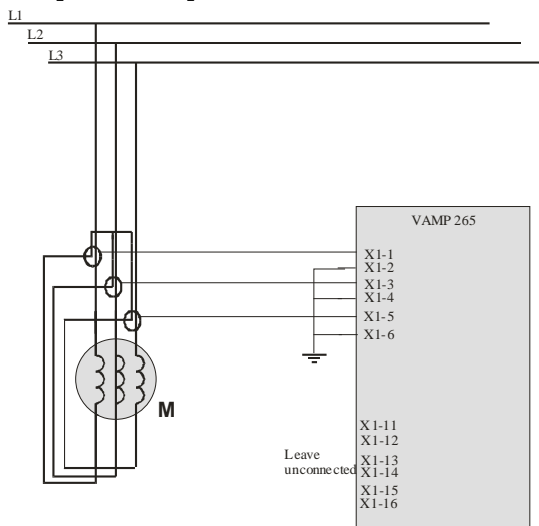 L1
L2
L3
VAMP 265
X1-1
X1-2
X1-3
X1-4
X1-5
X1-6
M
X1-11
X1-12
Leave
unconnected
X1-13
X1-14
X1-15
X1-16